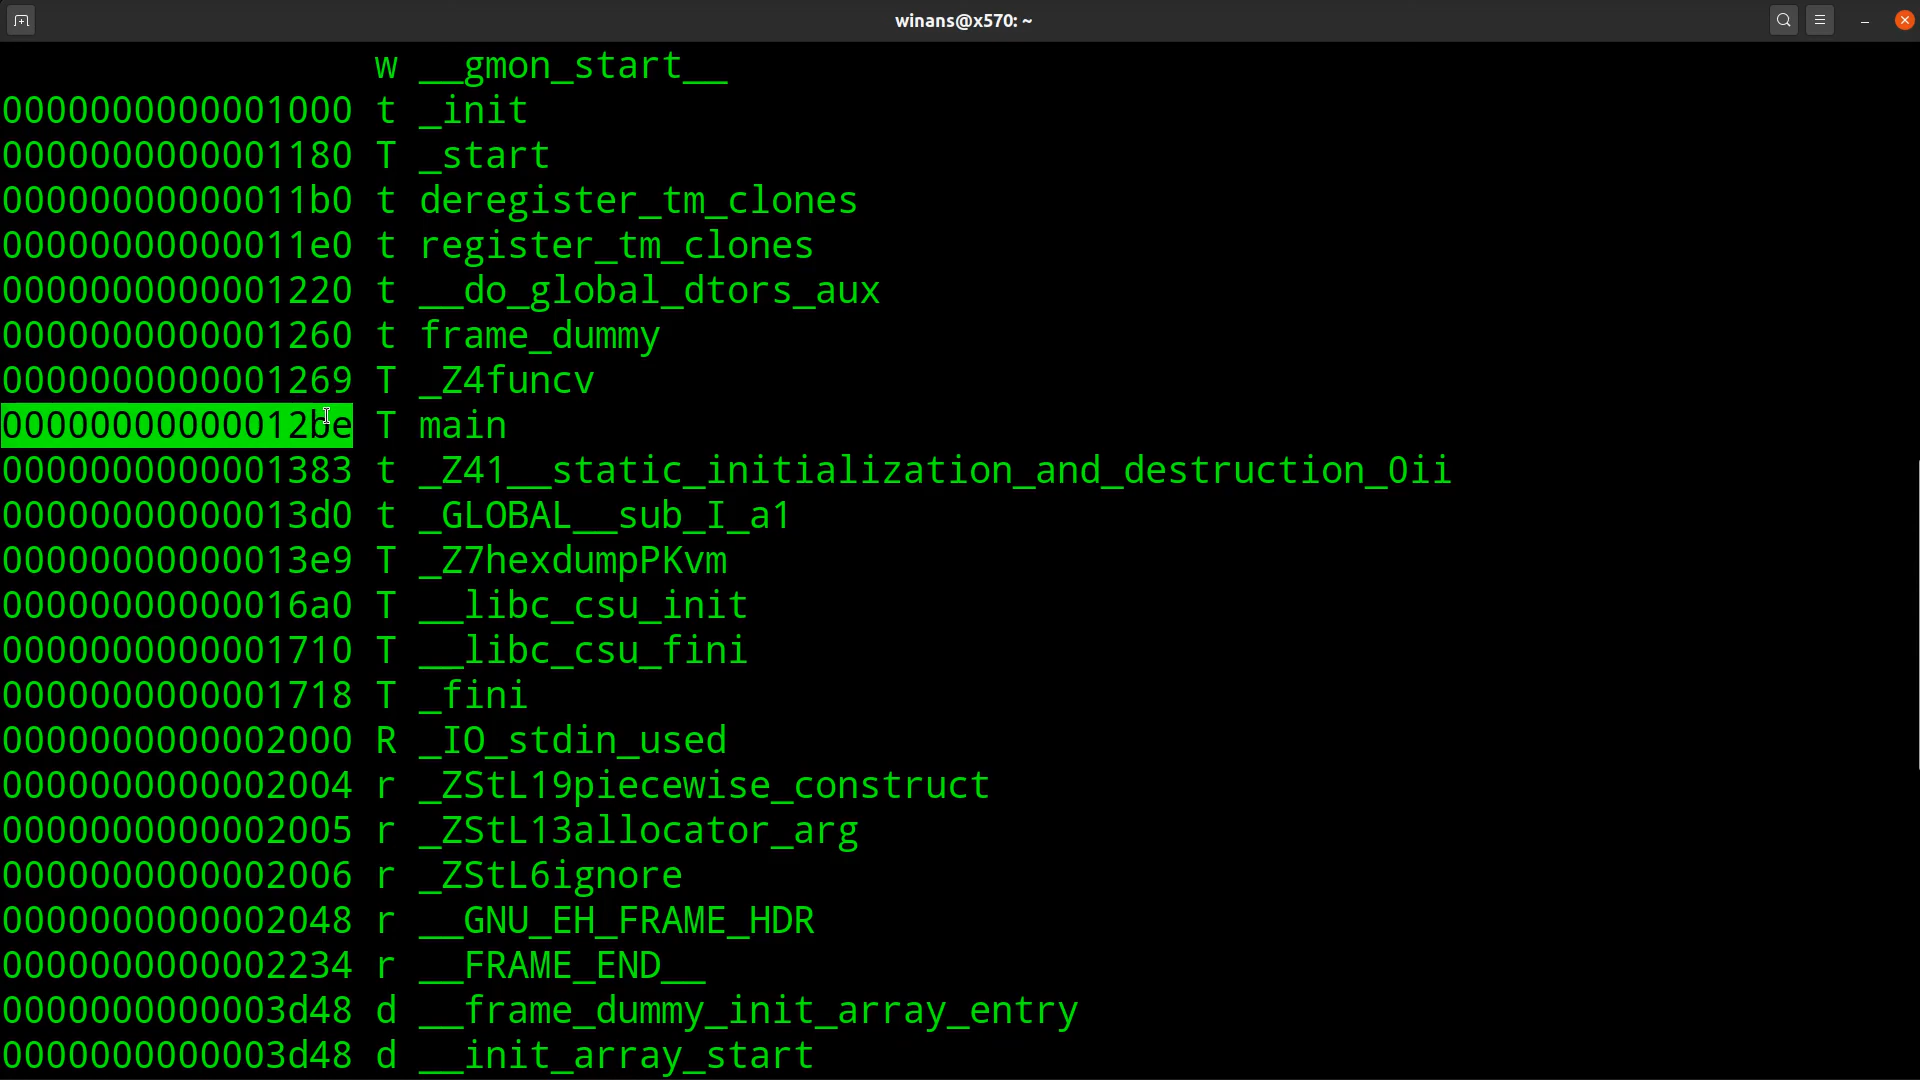 winans@x570: ~
w __gmon_start__
0000000000001000 t _init
0000000000001180 T _start
00000000000011b0 t deregister_tm_clones
00000000000011e0 t register_tm_clones
0000000000001220 t __do_global_dtors_aux
0000000000001260 t frame_dummy
0000000000001269 T _Z4funcv
00000000000012be T main
0000000000001383 t _Z41__static_initialization_and_destruction_0ii
00000000000013d0 t _GLOBAL__sub_I_a1
00000000000013e9 T _Z7hexdumpPKvm
00000000000016a0 T __libc_csu_init
0000000000001710 T __libc_csu_fini
0000000000001718 T _fini
0000000000002000 R _IO_stdin_used
0000000000002004 r _ZStL19piecewise_construct
0000000000002005 r _ZStL13allocator_arg
0000000000002006 r _ZStL6ignore
0000000000002048 r __GNU_EH_FRAME_HDR
0000000000002234 r __FRAME_END__
0000000000003d48 d __frame_dummy_init_array_entry
0000000000003d48 d __init_array_start